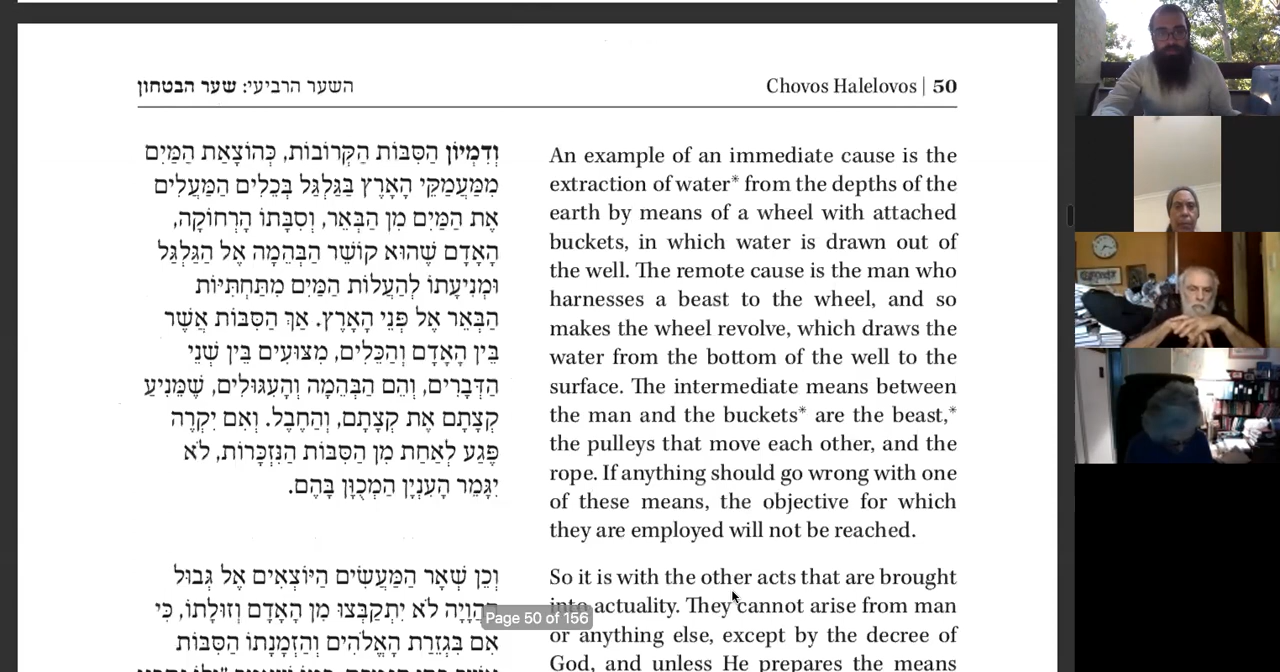 השער הרביעי: שער הבטחון
Chovos Halelovos | 50
וְדִמְיוֹן הַסִּבּוֹת הַקְּרוֹבוֹת, כְּהוֹצָאַת הַמַּיִם
מִמַּעֲמַקֵּי הָאָרֶץ בַּגַּלְגַּל בְּכֵלִים הַמַּעֲלִים
אֶת הַמַּיִם מִן הַבְּאֵר, וְסִבָּתוֹ הָרְחוֹקָה,
הָאָדָם שֶׁהוּא קוֹשֵׁר הַבְּהֵמָה אֶל הַגַּלְגַּל
וּמְנִיעָתוֹ לְהַעֲלוֹת הַמַּיִם מִתַּחְתִּיּוֹת
הַבְּאֵר אֶל פְּנֵי הָאָרֶץ. אַךְ הַסִּבּוֹת אֲשֶׁר
בֵּין הָאָדָם וְהַכֵּלִים, מִצּוּעִים בֵּין שְׁנֵי
הַדְּבָרִים, וְהֵם הַבְּהֵמָה וְהָעִגּוּלִים, שֶׁמֵּנִיעַ
קְצָתָם אֶת קְצָתָם, וְהַחֶבֶל. וְאִם יִקְרֶה
פֶּגַע לְאַחַת מִן הַסִּבּוֹת הַנִּזְכָּרוֹת, לֹא
יִגָּמֵר הָעִנְיָן הַמְכֻוָּן בָּהֶם.
וְכֵן שְׁאָר הַמַּעֲשִׂים הַיּוֹצְאִים אֶל גְּבוּל
הַהֲוָיָה לֹא יִתְקַבְּצוּ מִן הָאָדָם וְזוּלָתוֹ, כִּי
אִם בִּגְזֵרַת הָאֱלֹהִים וְהַזְמָנָתוֹ הַסִּבּוֹת
An example of an immediate cause is the
extraction of water* from the depths of the
earth by means of a wheel with attached
buckets, in which water is drawn out of
the well. The remote cause is the man who
harnesses a beast to the wheel, and so
makes the wheel revolve, which draws the
water from the bottom of the well to the
surface. The intermediate means between
the man and the buckets* are the beast,*
the pulleys that move each other, and the
rope. If anything should go wrong with one
of these means, the objective for which
they are employed will not be reached.
So it is with the other acts that are brought
into actuality. They cannot arise from man
or anything else, except by the decree of
God, and unless He prepares the means
Page 50 of 156